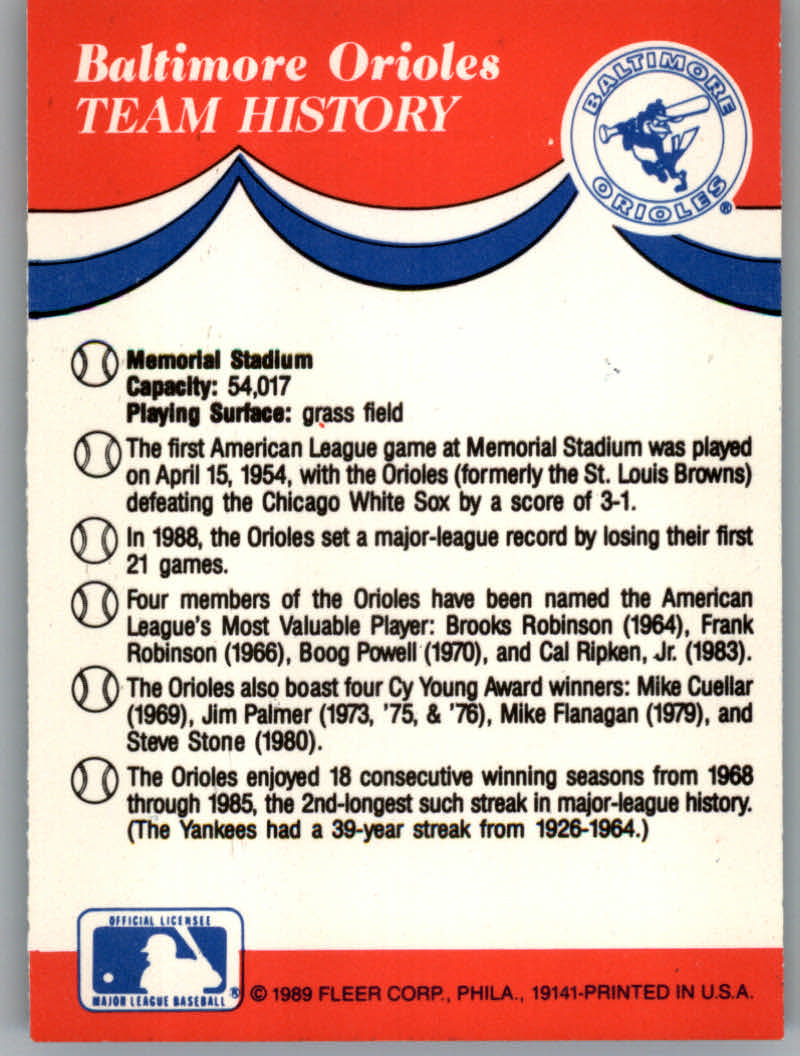 Baltimore Orioles
TEAM HISTORY
BALTIMORE
ORIOLES
®
Memorial Stadium
Capacity: 54,017
Playing Surface: grass field
The first American League game at Memorial Stadium was played
on April 15, 1954, with the Orioles (formerly the St. Louis Browns)
defeating the Chicago White Sox by a score of 3-1.
In 1988, the Orioles set a major-league record by losing their first
21 games.
Four members of the Orioles have been named the American
League's Most Valuable Player: Brooks Robinson (1964), Frank
Robinson (1966), Boog Powell (1970), and Cal Ripken, Jr. (1983).
The Orioles also boast four Cy Young Award winners: Mike Cuellar
(1969), Jim Palmer (1973, '75, & '76), Mike Flanagan (1979), and
Steve Stone (1980).
The Orioles enjoyed 18 consecutive winning seasons from 1968
through 1985, the 2nd-longest such streak in major-league history.
(The Yankees had a 39-year streak from 1926-1964.)
OFFICIAL LICENSEE
MAJOR LEAGUE BASEBALL ®
© 1989 FLEER CORP., PHILA., 19141-PRINTED IN U.S.A.